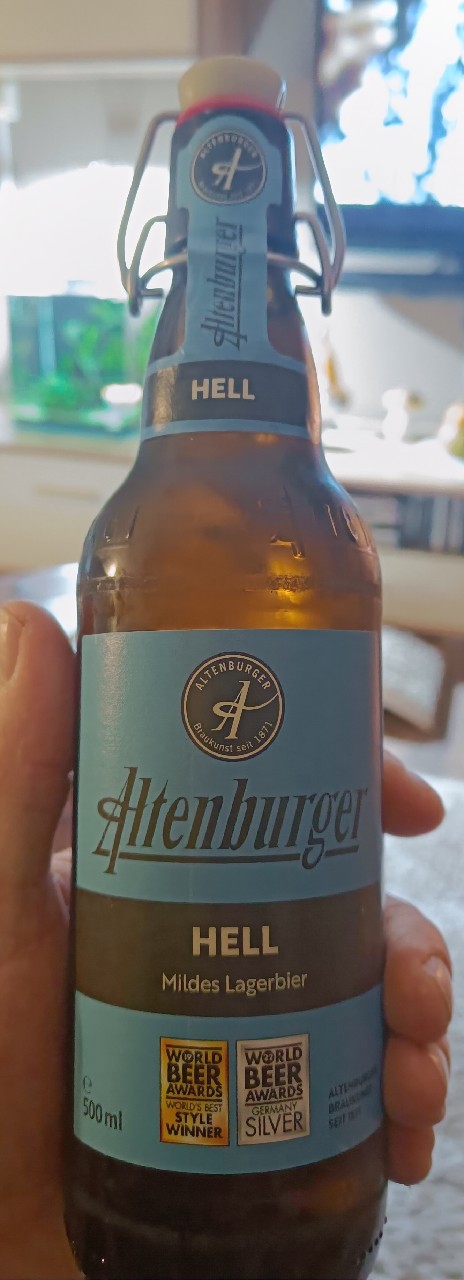 ALTENBURGER
Altenburger
HELL
ALTENBURGER
Braukunst seit 1871
Altenburger
HELL
Mildes Lagerbier
WORLD
BEER
AWARDS
WORLD'S BEST
STYLE
WINNER
WORLD
BEER
AWARDS
GERMANY
SILVER
e
500 ml
ALTENBURGER
BRAUKUNST
SEIT 1871